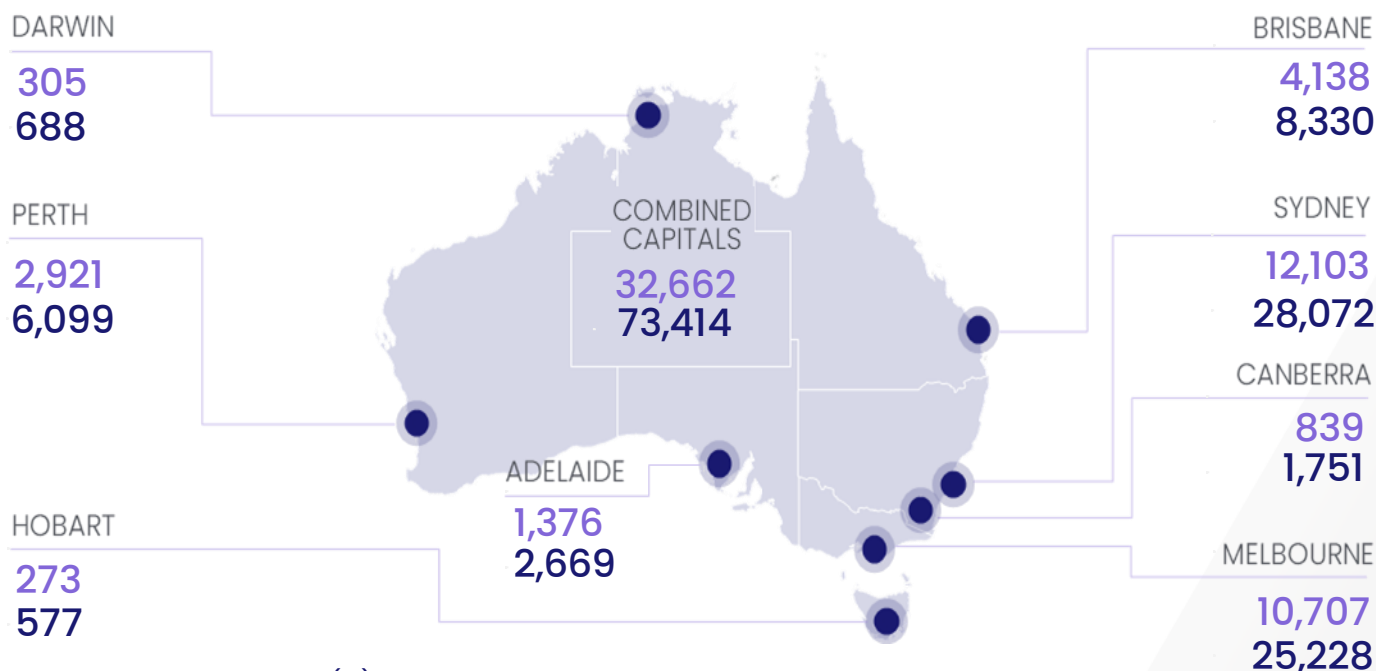 DARWIN
305
688
PERTH
2,921
6,099
HOBART
273
577
COMBINED
CAPITALS
32,662
73,414
ADELAIDE
1,376
2,669
BRISBANE
4,138
8,330
SYDNEY
12,103
28,072
CANBERRA
839
1,751
MELBOURNE
10,707
25,228